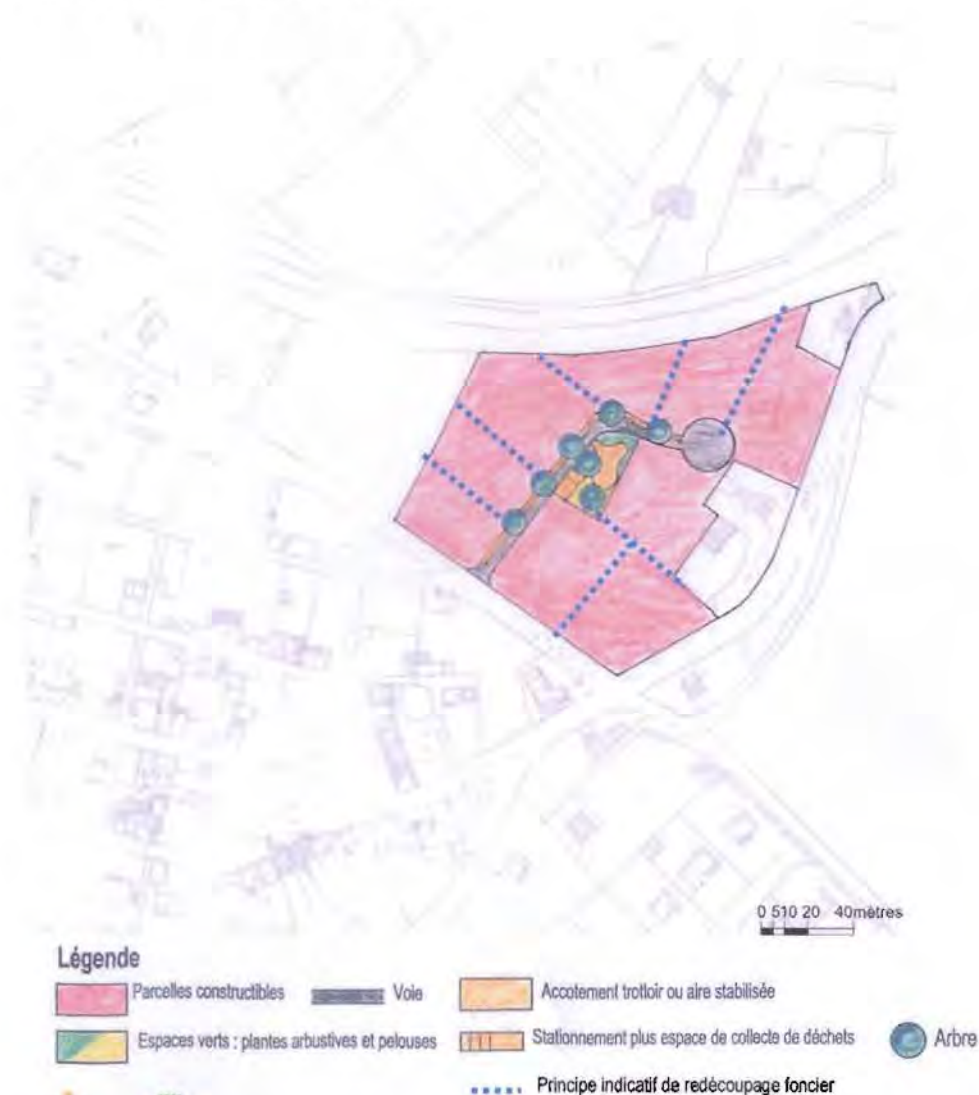 0 510 20 40mètres
Légende
Parcelles constructibles
Voie
Accotement trottoir ou aire stabilisée
Espaces verts : plantes arbustives et pelouses
Stationnement plus espace de collecte de déchets
Arbre
Principe indicatif de redécoupage foncier